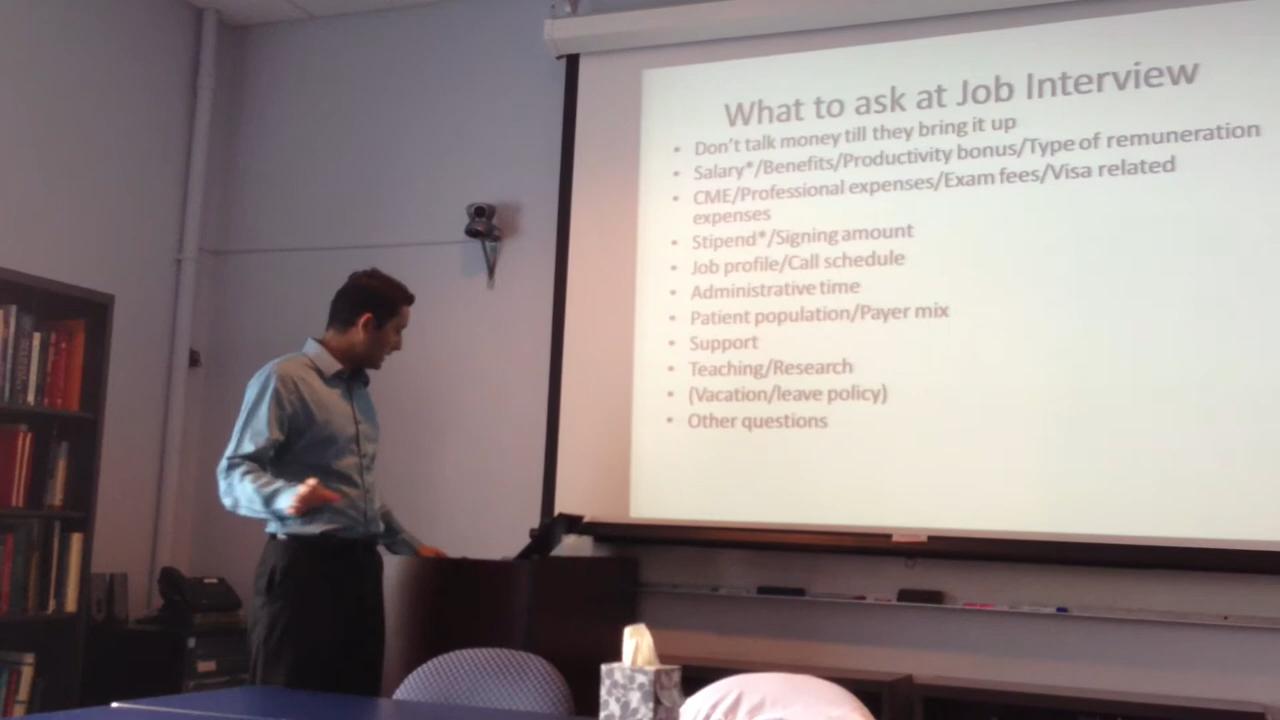 What to ask at Job Interview
• Don't talk money till they bring it up
• Salary*/Benefits/Productivity bonus/Type of remuneration
• CME/Professional expenses/Exam fees/Visa related
expenses
• Stipend*/Signing amount
• Job profile/Call schedule
• Administrative time
• Patient population/Payer mix
• Support
• Teaching/Research
• (Vacation/leave policy)
• Other questions